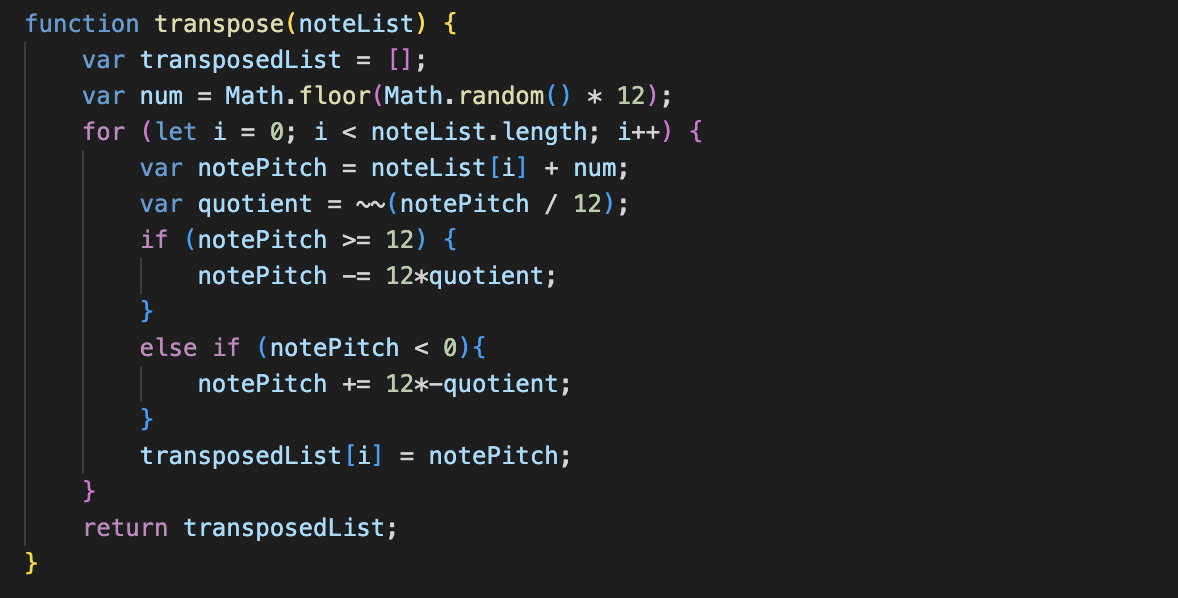 function transpose(noteList) {
    var transposedList = [];
    var num = Math.floor(Math.random() * 12);
    for (let i = 0; i < noteList.length; i++) {
        var notePitch = noteList[i] + num;
        var quotient = ~~(notePitch / 12);
        if (notePitch >= 12) {
            notePitch -= 12*quotient;
        }
        else if (notePitch < 0){
            notePitch += 12*-quotient;
        }
        transposedList[i] = notePitch;
    }
    return transposedList;
}